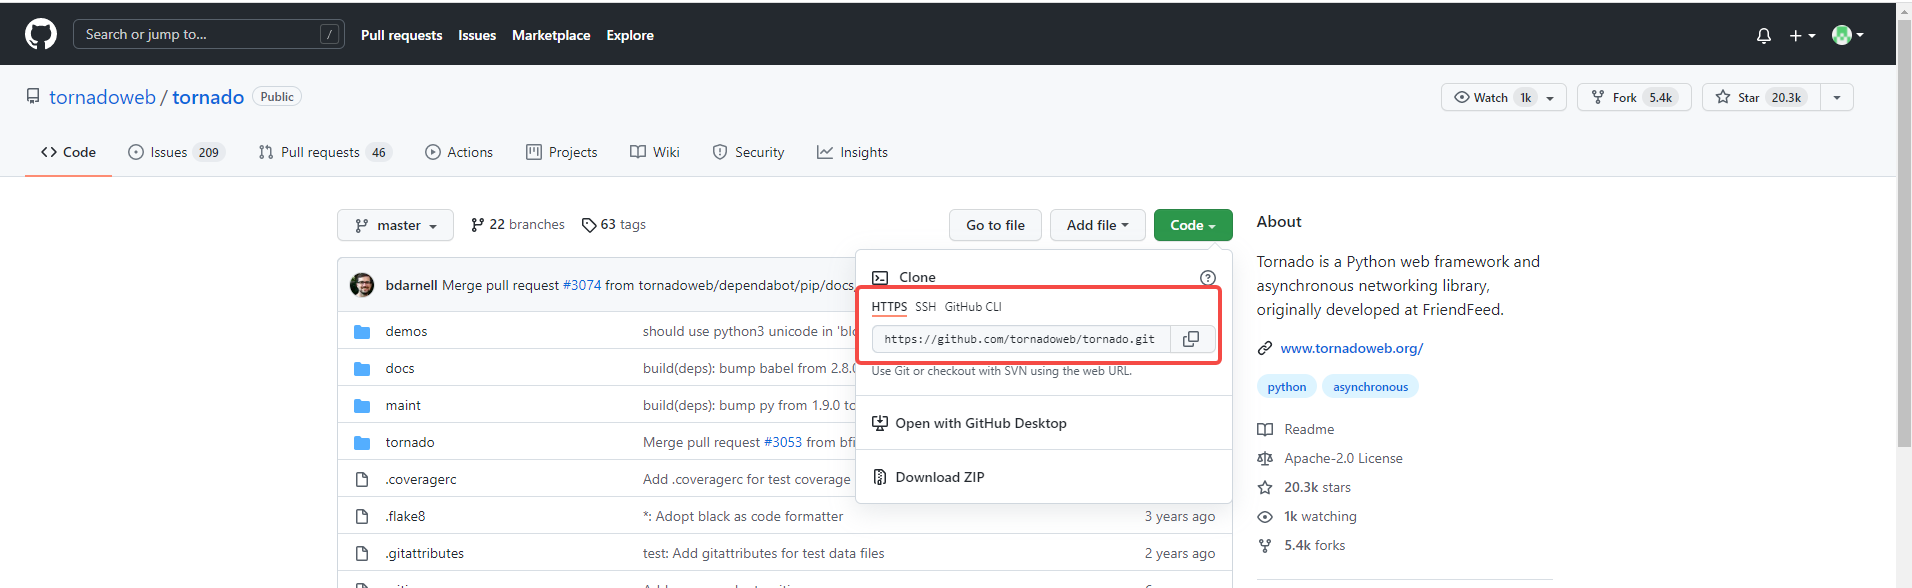 Search or jump to... /
Pull requests Issues Marketplace Explore
tornadoweb / tornado Public
Watch 1k Fork 5.4k Star 20.3k
Code Issues 209 Pull requests 46 Actions Projects Wiki Security Insights
master 22 branches 63 tags Go to file Add file Code
bdarnell Merge pull request #3074 from tornadoweb/dependabot/pip/docs
demos should use python3 unicode in
docs build(deps): bump babel from 2.8.
maint build(deps): bump py from 1.9.0 to
tornado Merge pull request #3053 from
.coveragerc Add .coveragerc for test coverage
.flake8 *: Adopt black as code formatter 3 years ago
.gitattributes test: Add gitattributes for test data files 2 years ago
Clone
HTTPS SSH GitHub CLI
https://github.com/tornadoweb/tornado.git
Use Git or checkout with SVN using the web URL.
Open with GitHub Desktop
Download ZIP
About
Tornado is a Python web framework and
asynchronous networking library,
originally developed at FriendFeed.
www.tornadoweb.org/
python asynchronous
Readme
Apache-2.0 License
20.3k stars
1k watching
5.4k forks